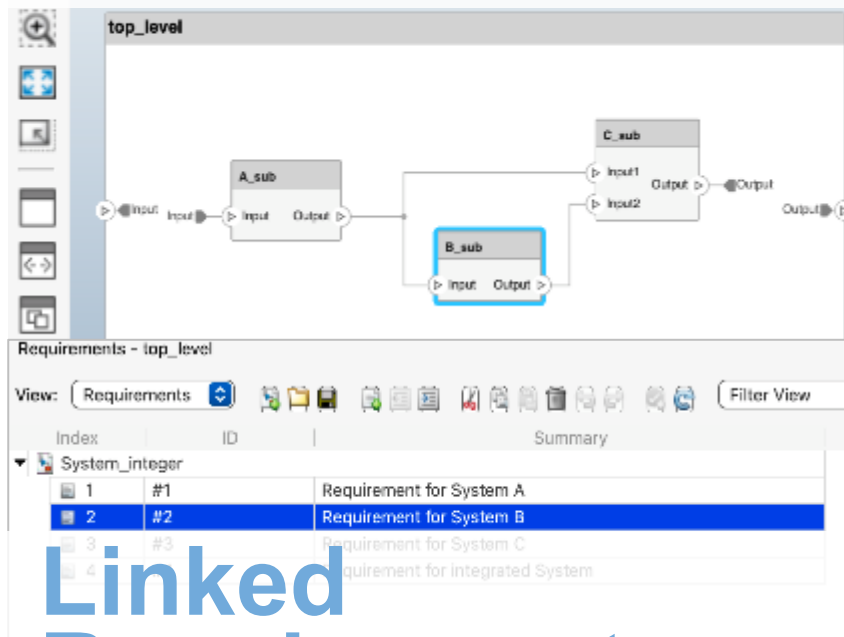 top_level
C_sub
Input1
Output
Output
Input2
Output
A_sub
Input
Input
Input
Output
B_sub
Input
Output
Requirements - top_level
View: Requirements Filter View
Index ID Summary
System_integer
1 #1 Requirement for System A
2 #2 Requirement for System B
3 #3 Requirement for System C
4 Requirement for integrated System
Linked